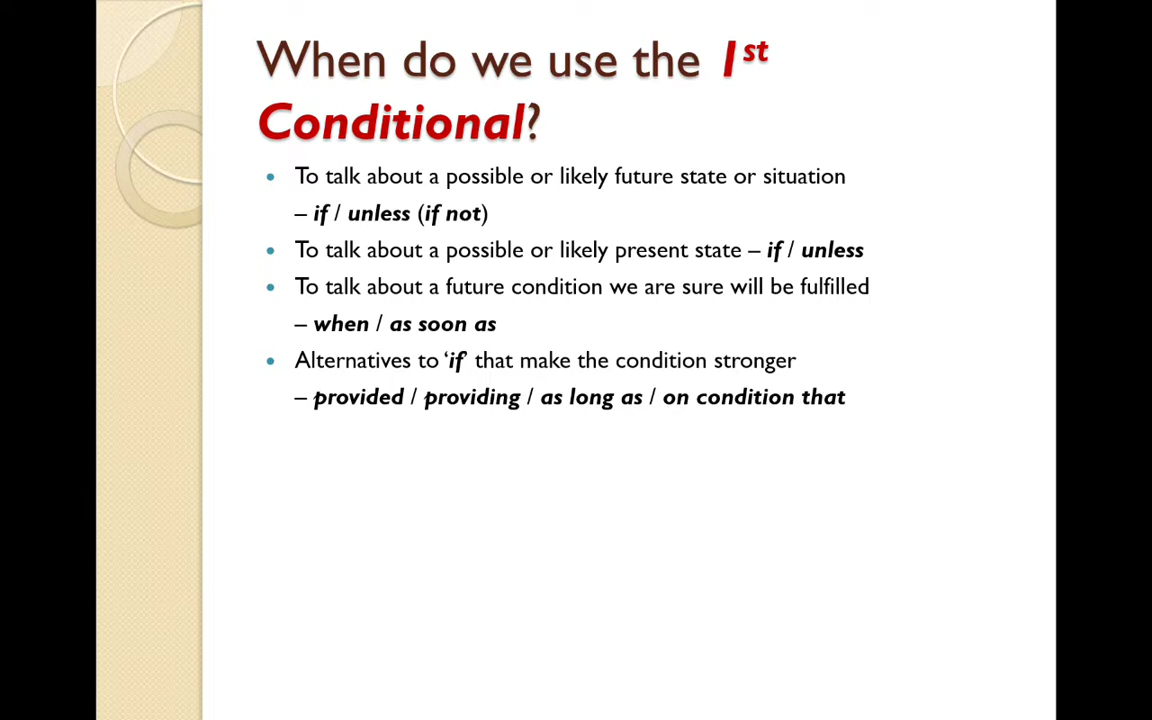 When do we use the 1st
Conditional?
• To talk about a possible or likely future state or situation
– if / unless (if not)
• To talk about a possible or likely present state – if / unless
• To talk about a future condition we are sure will be fulfilled
– when / as soon as
• Alternatives to ‘if’ that make the condition stronger
– provided / providing / as long as / on condition that